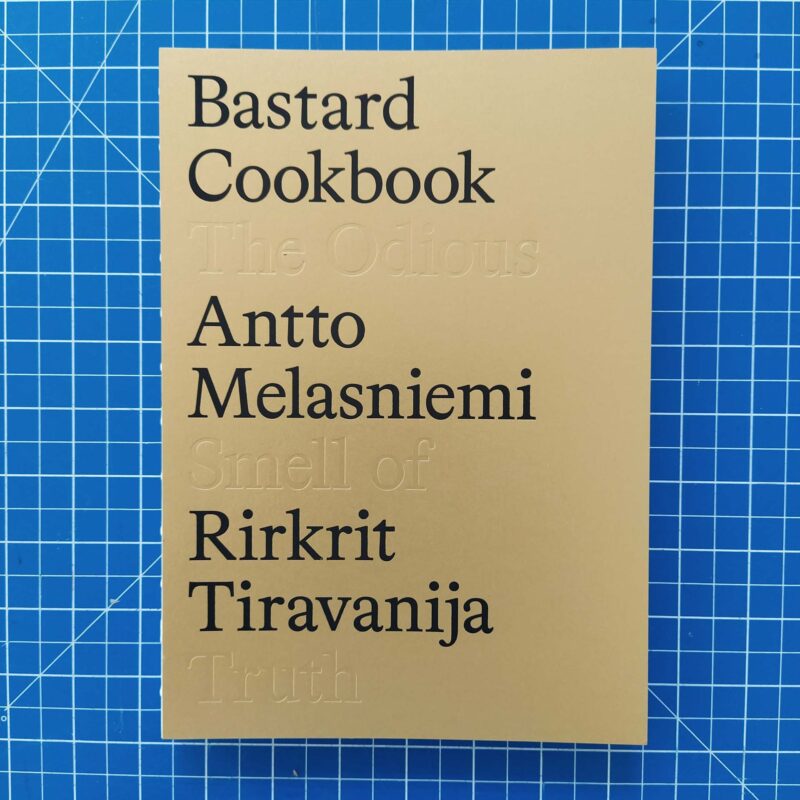 Bastard
Cookbook
The Odious
Antto
Melasniemi
Smell of
Rirkrit
Tiravanija
Truth